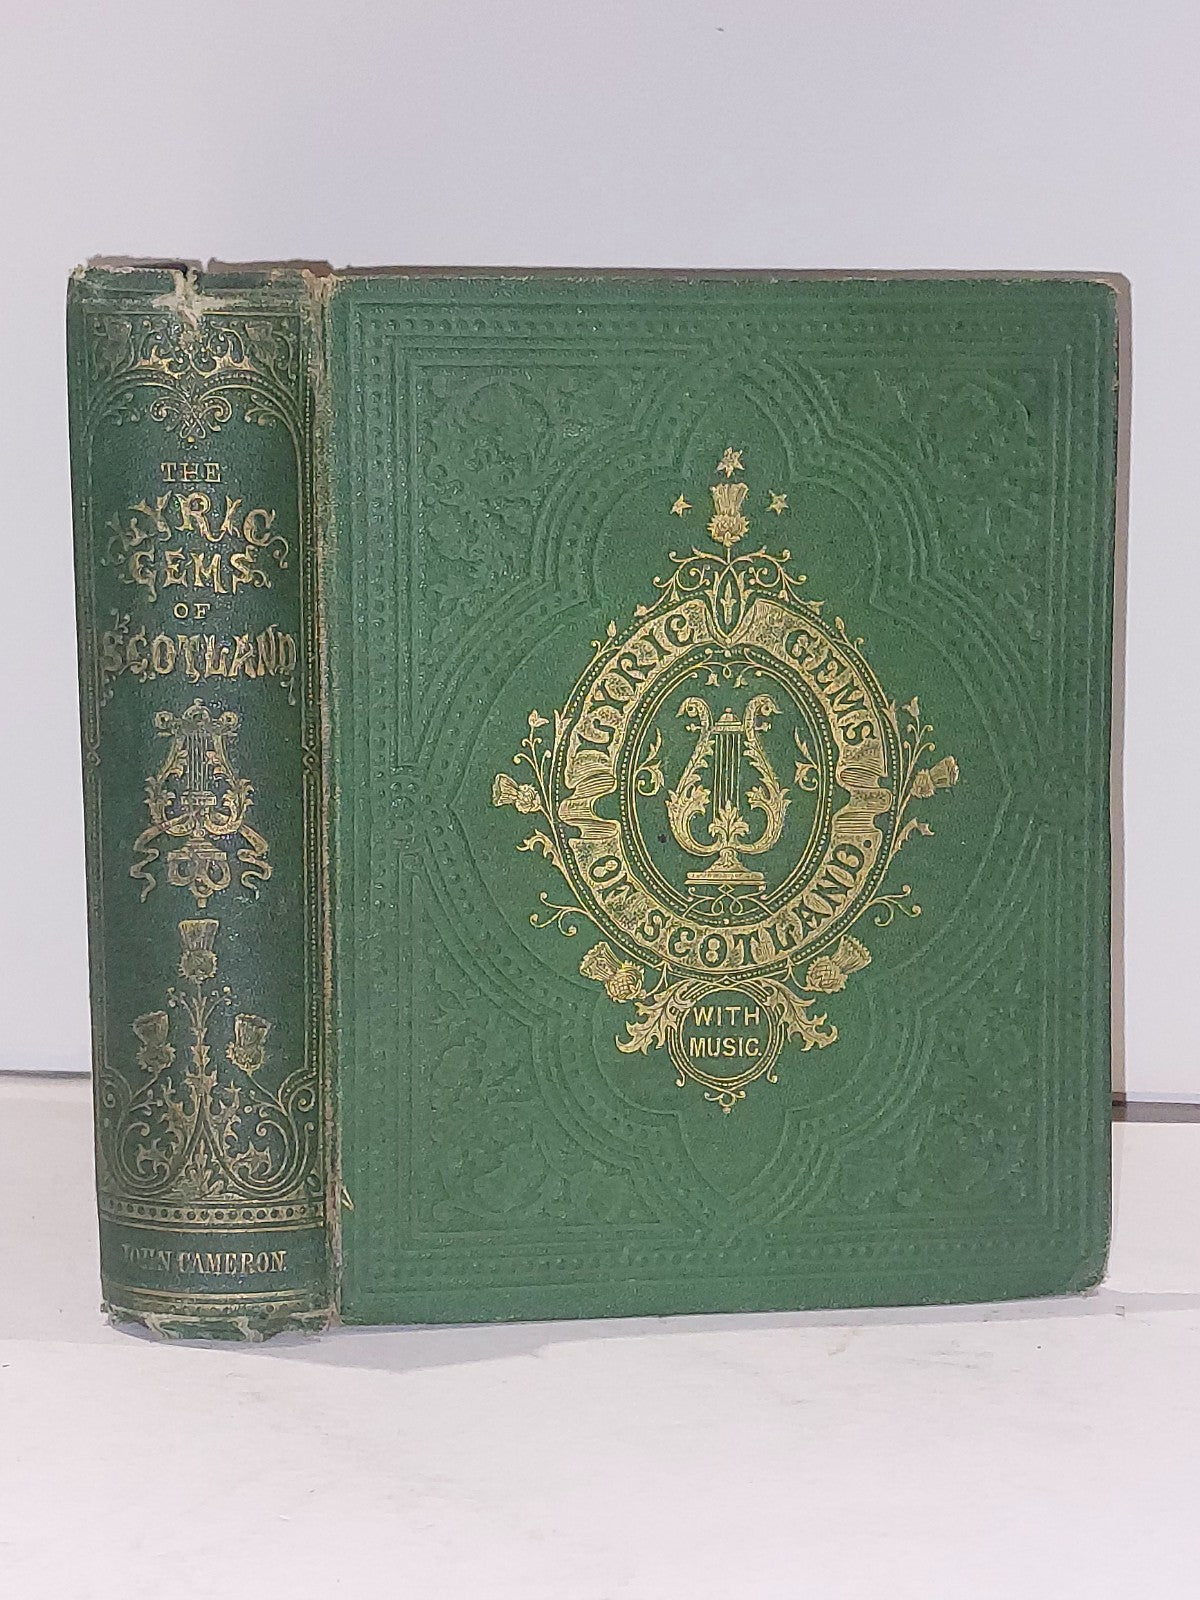 THE
LYRIC
GEMS
OF
SCOTLAND
JOHN CAMERON.
LYRIC GEMS
OF SCOTLAND.
WITH
MUSIC.